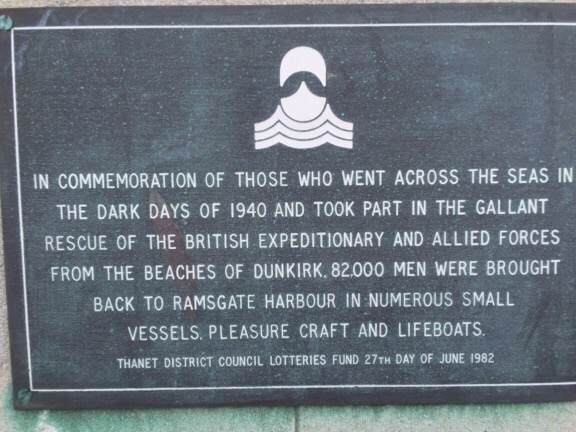 IN COMMEMORATION OF THOSE WHO WENT ACROSS THE SEAS IN
THE DARK DAYS OF 1940 AND TOOK PART IN THE GALLANT
RESCUE OF THE BRITISH EXPEDITIONARY AND ALLIED FORCES
FROM THE BEACHES OF DUNKIRK. 82,000 MEN WERE BROUGHT
BACK TO RAMSGATE HARBOUR IN NUMEROUS SMALL
VESSELS, PLEASURE CRAFT AND LIFEBOATS.
THANET DISTRICT COUNCIL LOTTERIES FUND 27TH DAY OF JUNE 1982